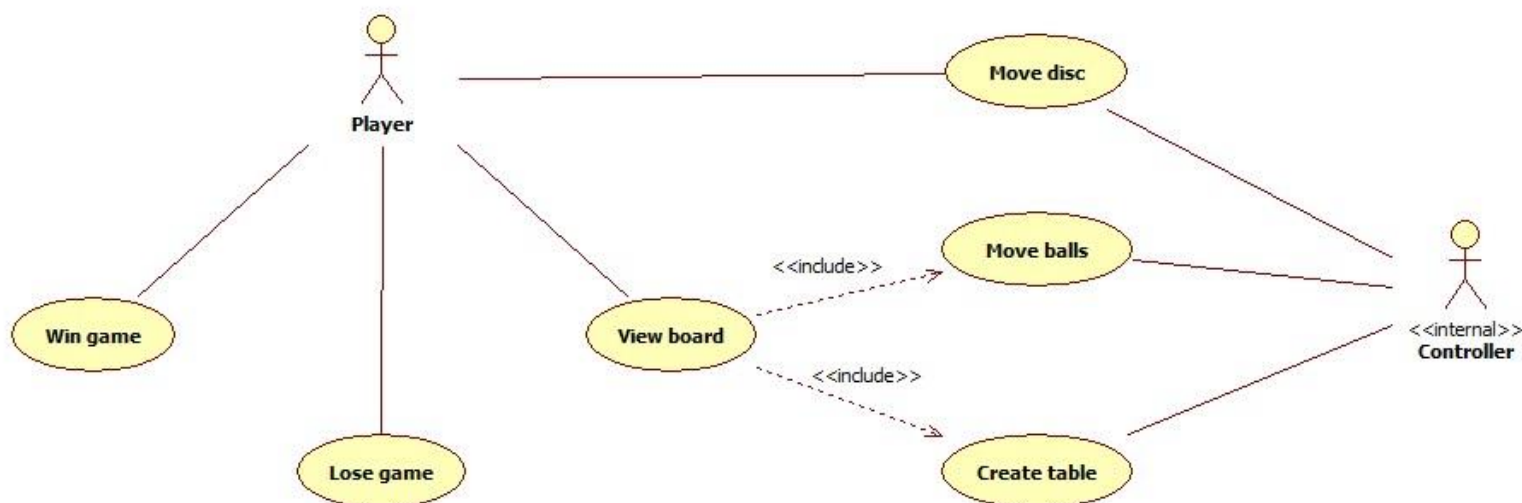 Move disc
Player
Move balls
<<include>>
Win game
View board
<<internal>>
Controller
<<include>>
Lose game
Create table